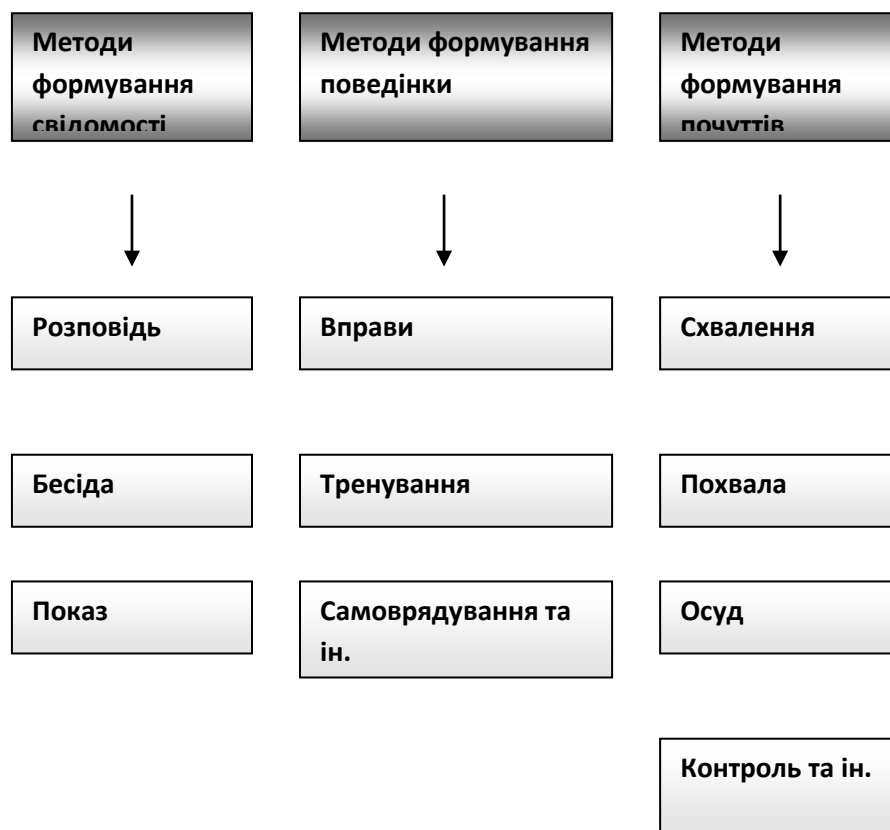 Методи
формування
свідомості
Методи формування
поведінки
Методи
формування
почуттів
Розповідь
Вправи
Схвалення
Бесіда
Тренування
Похвала
Показ
Самоврядування та
ін.
Осуд
Контроль та ін.